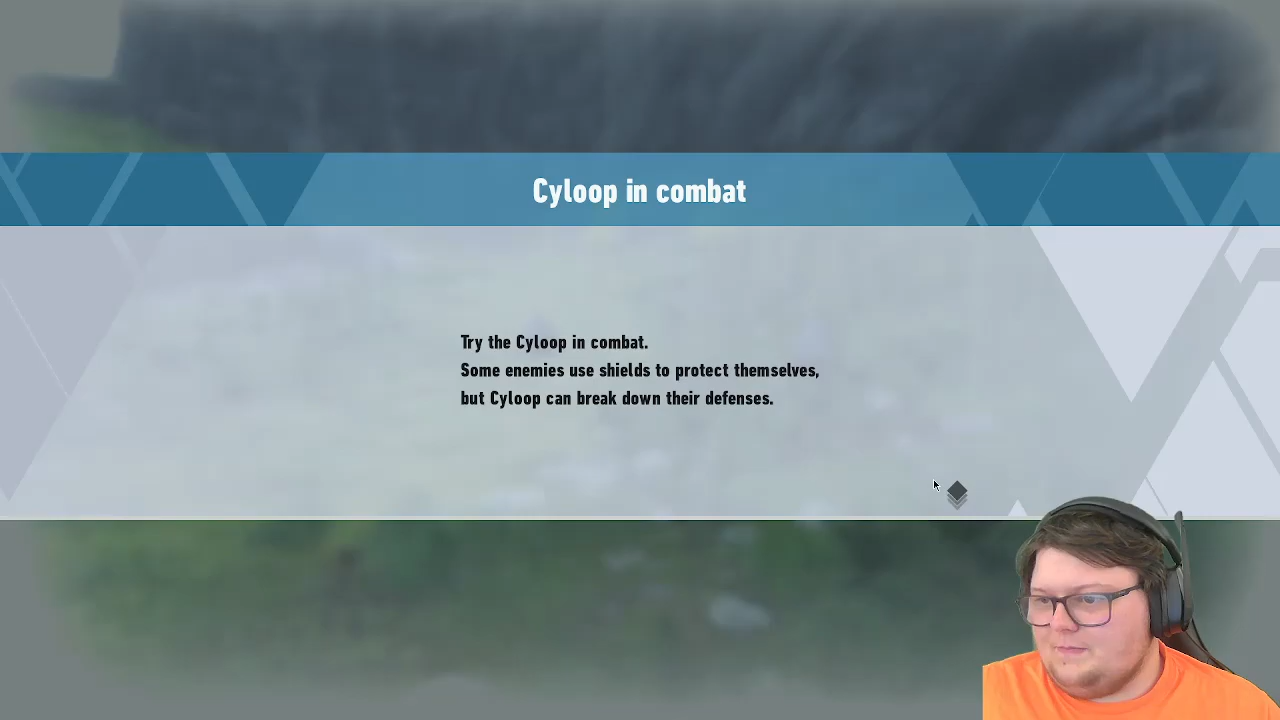 Cyloop in combat
Try the Cyloop in combat.
Some enemies use shields to protect themselves,
but Cyloop can break down their defenses.